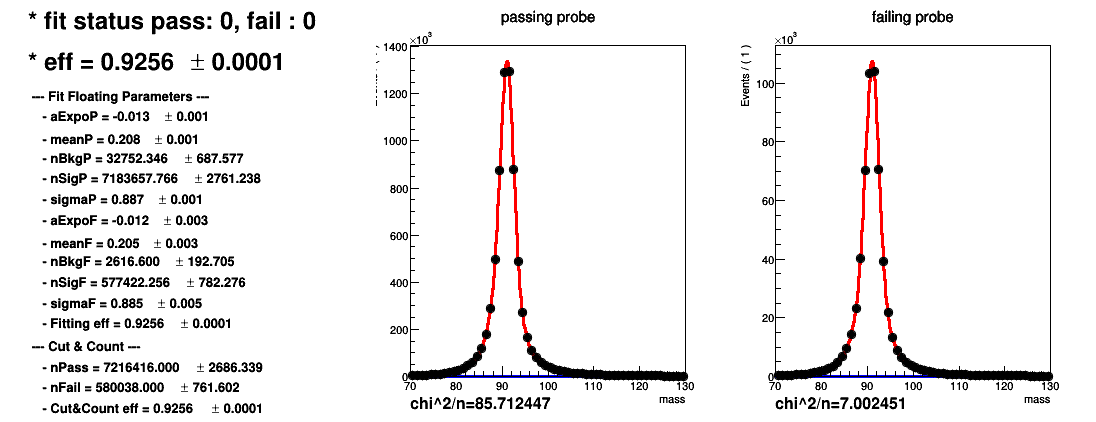 * fit status pass: 0, fail : 0
* eff = 0.9256 ± 0.0001
--- Fit Floating Parameters ---
- aExpoP = -0.013 ± 0.001
- meanP = 0.208 ± 0.001
- nBkgP = 32752.346 ± 687.577
- nSigP = 7183657.766 ± 2761.238
- sigmaP = 0.887 ± 0.001
- aExpoF = -0.012 ± 0.003
- meanF = 0.205 ± 0.003
- nBkgF = 2616.600 ± 192.705
- nSigF = 577422.256 ± 782.276
- sigmaF = 0.885 ± 0.005
- Fitting eff = 0.9256 ± 0.0001
--- Cut & Count ---
- nPass = 7216416.000 ± 2686.339
- nFail = 580038.000 ± 761.602
- Cut&Count eff = 0.9256 ± 0.0001
passing probe
×10³
1400
1200
1000
800
600
400
200
0
70 80 90 100 110 120 130
mass
chi^2/n=85.712447
failing probe
×10³
Events / ( 1 )
100
80
60
40
20
0
70 80 90 100 110 120 130
mass
chi^2/n=7.002451